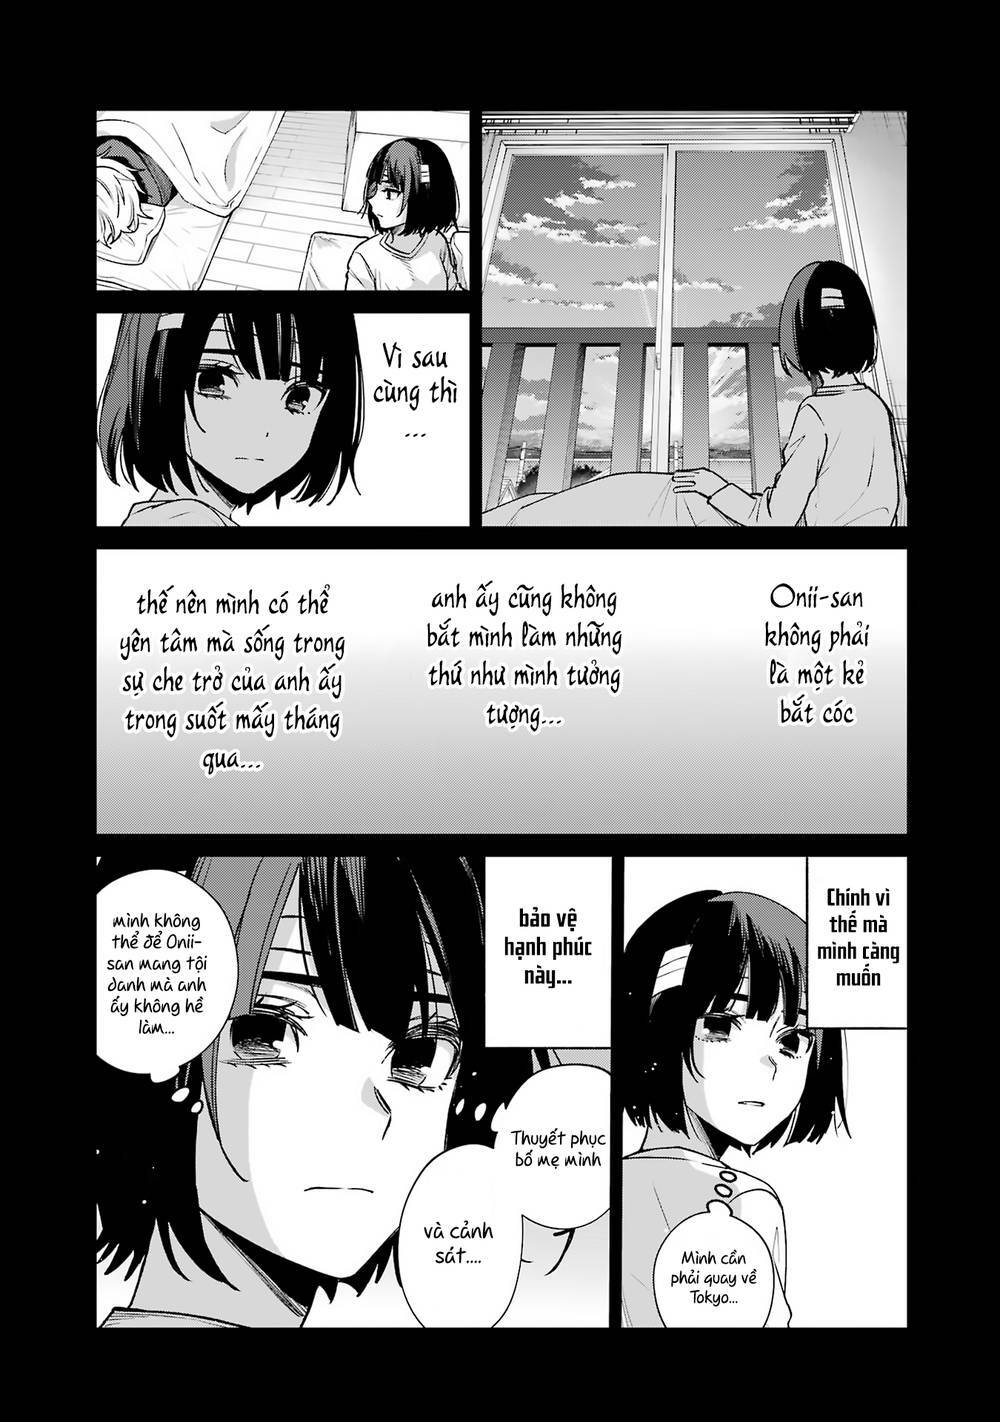 Vì sau
cùng thì
...
Onii-san
không phải
là một kẻ
bắt cóc
anh ấy cũng không
bắt mình làm những
thứ như mình tưởng
tượng...
thế nên mình có thể
yên tâm mà sống trong
sự che trở của anh ấy
trong suốt mấy tháng
qua...
Chính vì
thế mà
mình càng
muốn
bảo vệ
hạnh phúc
này...
Mình cần
phải quay về
Tokyo...
Thuyết phục
bố mẹ mình
và cảnh
sát....
mình không
thể để Onii-
san mang tội
danh mà anh
ấy không hề
làm...